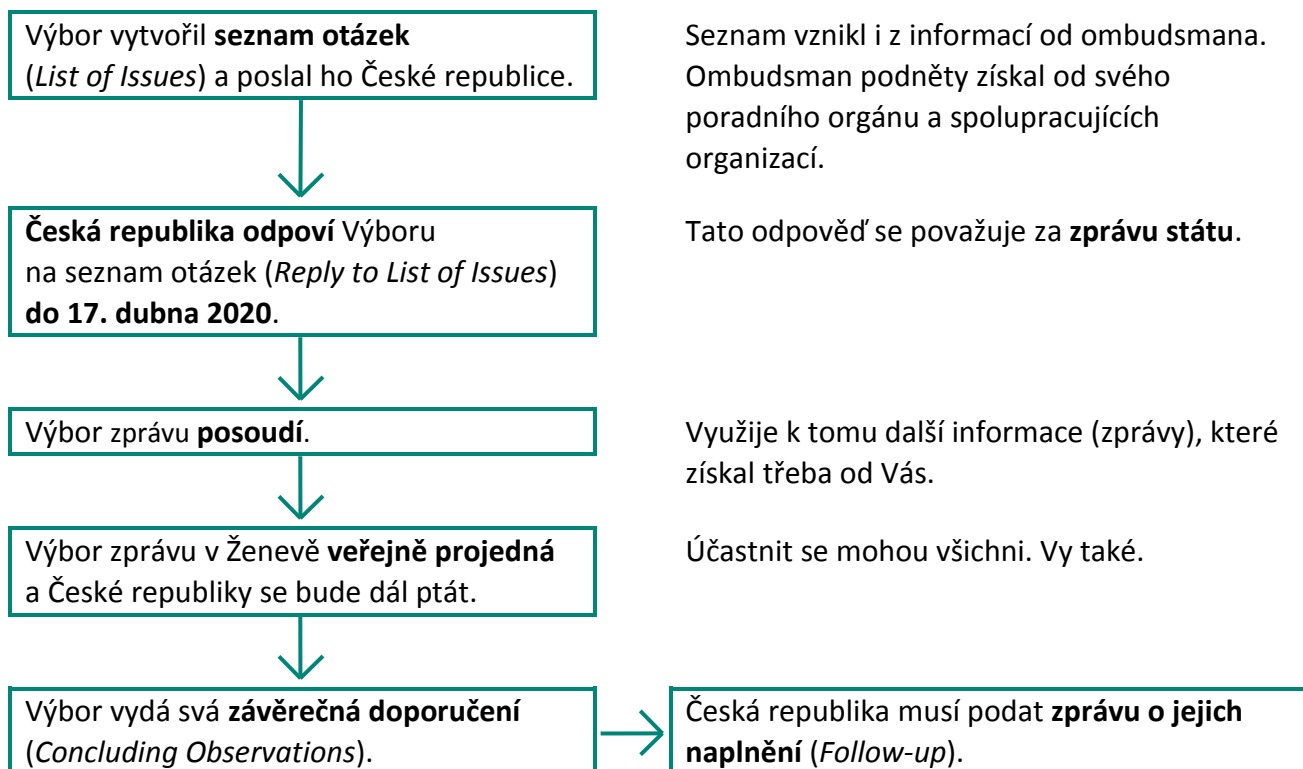 Výbor vytvořil seznam otázek
(List of Issues) a poslal ho České republice.
Seznam vznikl i z informací od ombudsmana.
Ombudsman podněty získal od svého
poradního orgánu a spolupracujících
organizací.
Česká republika odpoví Výboru
na seznam otázek (Reply to List of Issues)
do 17. dubna 2020.
Tato odpověď se považuje za zprávu státu.
Výbor zprávu posoudí.
Využije k tomu další informace (zprávy), které
získal třeba od Vás.
Výbor zprávu v Ženevě veřejně projedná
a České republiky se bude dál ptát.
Účastnit se mohou všichni. Vy také.
Výbor vydá svá závěrečná doporučení
(Concluding Observations).
Česká republika musí podat zprávu o jejich
naplnění (Follow-up).